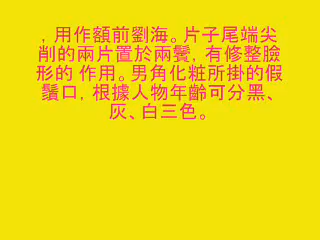 ，用作額前劉海。片子尾端尖
削的兩片置於兩鬢，有修整臉
形的 作用。男角化粧所掛的假
鬚口，根據人物年齡可分黑、
灰、白三色。